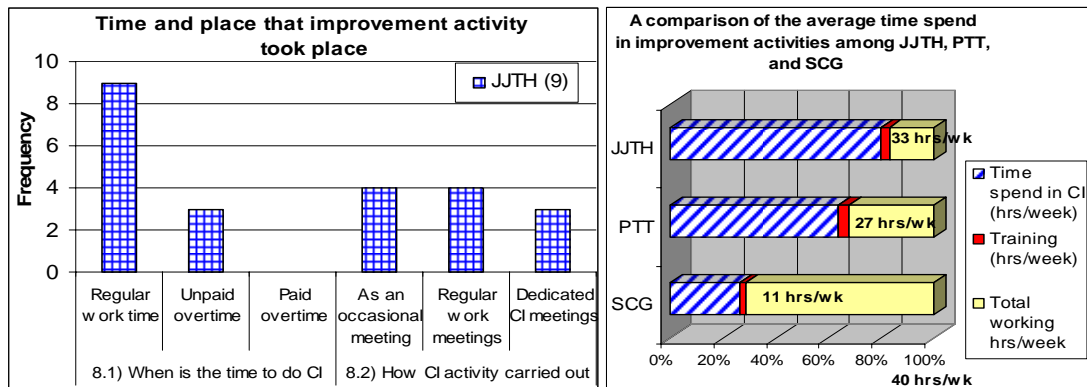 Time and place that improvement activity
took place
JJTH (9)
Frequency
10
8
6
4
2
0
Regular
work time
Unpaid
overtime
Paid
overtime
As an
occasional
meeting
Regular
work
meetings
Dedicated
CI meetings
8.1) When is the time to do CI
8.2) How CI activity carried out
A comparison of the average time spend
in improvement activities among JJTH, PTT,
and SCG
JJTH
33 hrs/wk
PTT
27 hrs/wk
SCG
11 hrs/wk
0%
20%
40%
60%
80%
100%
40 hrs/wk
Time
spend in CI
(hrs/week)
Training
(hrs/week)
Total
working
hrs/week